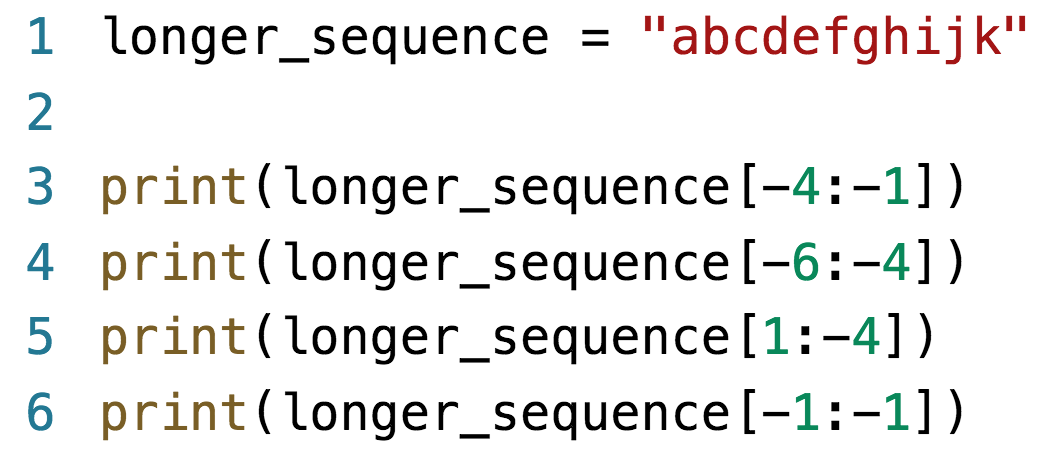 1 longer_sequence = "abcdefghijk"
2
3 print(longer_sequence[-4:-1])
4 print(longer_sequence[-6:-4])
5 print(longer_sequence[1:-4])
6 print(longer_sequence[-1:-1])